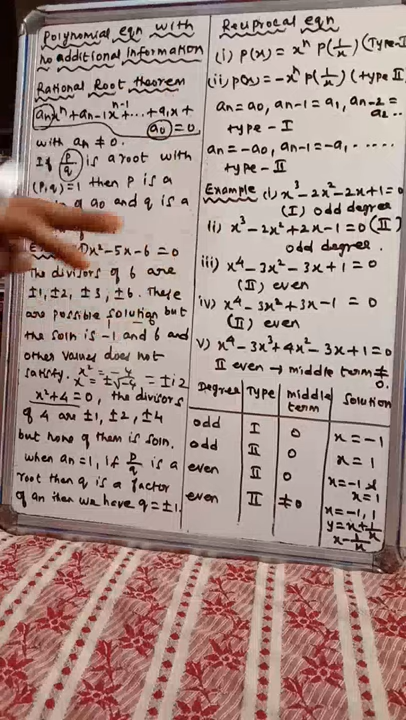 Polynomial eqn with
no additional Information
Rational Root theorem
anxⁿ + an-1xⁿ⁻¹ + ... + a1x +
a0 = 0
with an ≠ 0.
If p/q is a root with
(p,q)=1 then p is a
of a0 and q is a
x²-5x-6=0
The divisors of 6 are
±1, ±2, ±3, ±6. These
are possible solution but
the soln is -1 and 6 and
other values does not
satisfy. x² = -4
x = ±√-4 = ±i2
x²+4=0, the divisors
of 4 are ±1, ±2, ±4
but none of them is soln.
when an=1, if p/q is a
root then q is a factor
of an then we have q=±1.
Reciprocal eqn
(i) P(x) = xⁿ P(1/x) (Type-I
(ii) P(x) = -xⁿ P(1/x) (type II)
an=a0, an-1=a1, an-2=
a2..
type - I
an=-a0, an-1=-a1. ....
type - II
Example (i) x³-2x²-2x+1=0
(I) odd degree
ii) x³-2x²+2x-1=0 (II)
odd degree.
iii) x⁴-3x²-3x+1=0
(II) even
iv) x⁴-3x³+3x-1=0
(II) even
v) x⁴-3x³+4x²-3x+1=0
II even → middle term ≠
0.
Degree Type middle term Solution
odd I 0 x=-1
odd II 0 x=1
even II 0 x=-1 & x=1
even II ≠0 x=-1,1
y=x+1/x
x-1/x